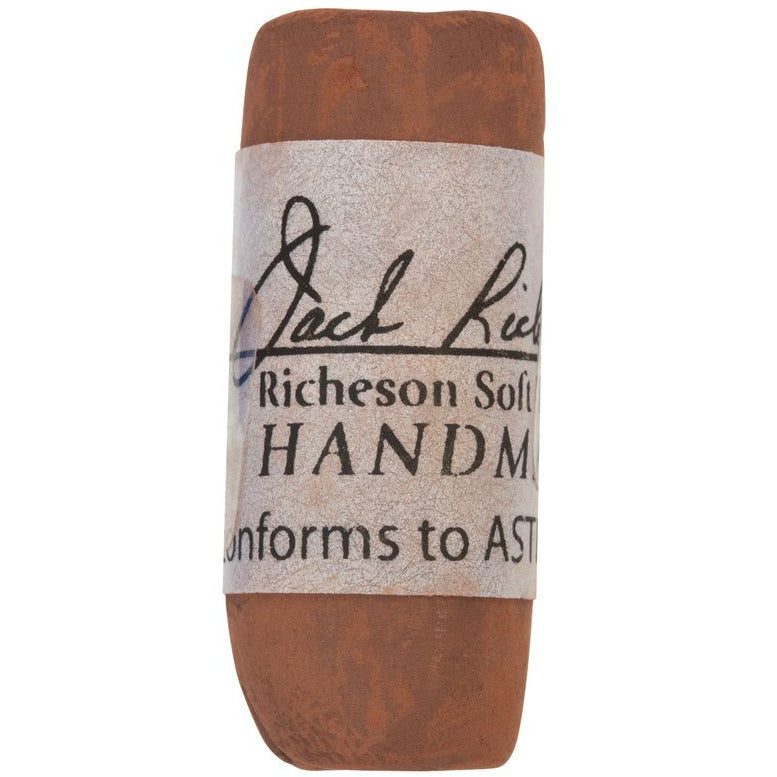 Jack Rich
Richeson Soft
HANDM
onforms to AST